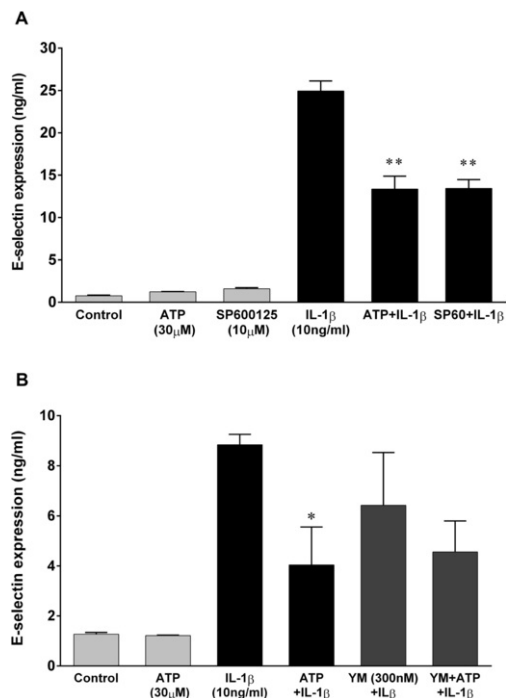 A
E-selectin expression (ng/ml)
30
25
20
15
10
5
0
** **
Control ATP SP600125 IL-1β ATP+IL-1β SP60+IL-1β
(30μM) (10μM) (10ng/ml)
B
E-selectin expression (ng/ml)
10
8
6
4
2
0
*
Control ATP IL-1β ATP YM (300nM) YM+ATP
(30μM) (10ng/ml) +IL-1β +ILβ +IL-1β